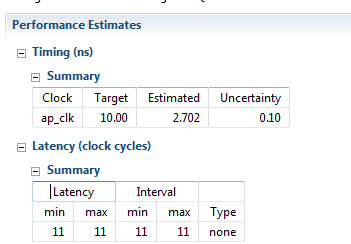 Performance Estimates
Timing (ns)
Summary
Clock Target Estimated Uncertainty
ap_clk 10.00 2.702 0.10
Latency (clock cycles)
Summary
Latency Interval
min max min max Type
11 11 11 11 none